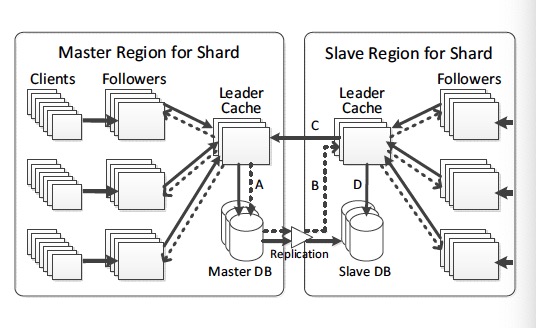 Master Region for Shard
Slave Region for Shard
Clients
Followers
Leader
Cache
Leader
Cache
Followers
C
A
B
D
Replication
Master DB
Slave DB